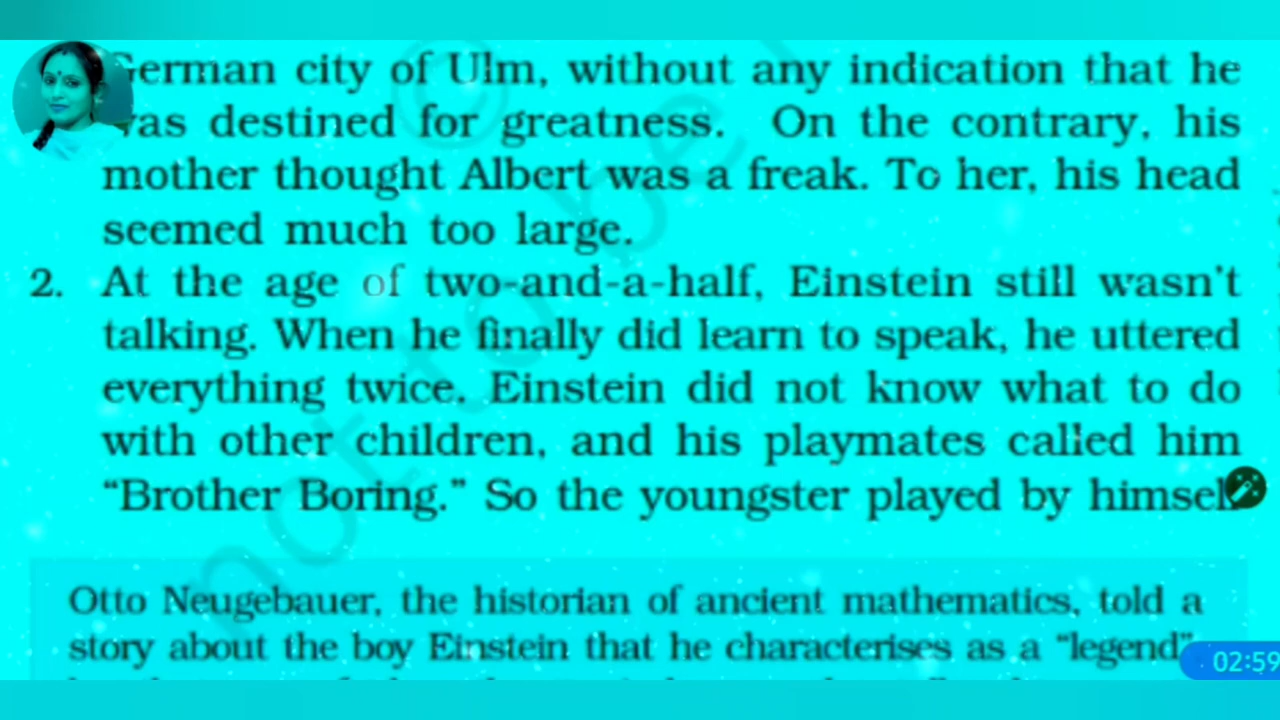 German city of Ulm, without any indication that he
was destined for greatness. On the contrary, his
mother thought Albert was a freak. To her, his head
seemed much too large.
2. At the age of two-and-a-half, Einstein still wasn't
talking. When he finally did learn to speak, he uttered
everything twice. Einstein did not know what to do
with other children, and his playmates called him
“Brother Boring.” So the youngster played by himsel
Otto Neugebauer, the historian of ancient mathematics, told a
story about the boy Einstein that he characterises as a “legend”
02:59
© not to be